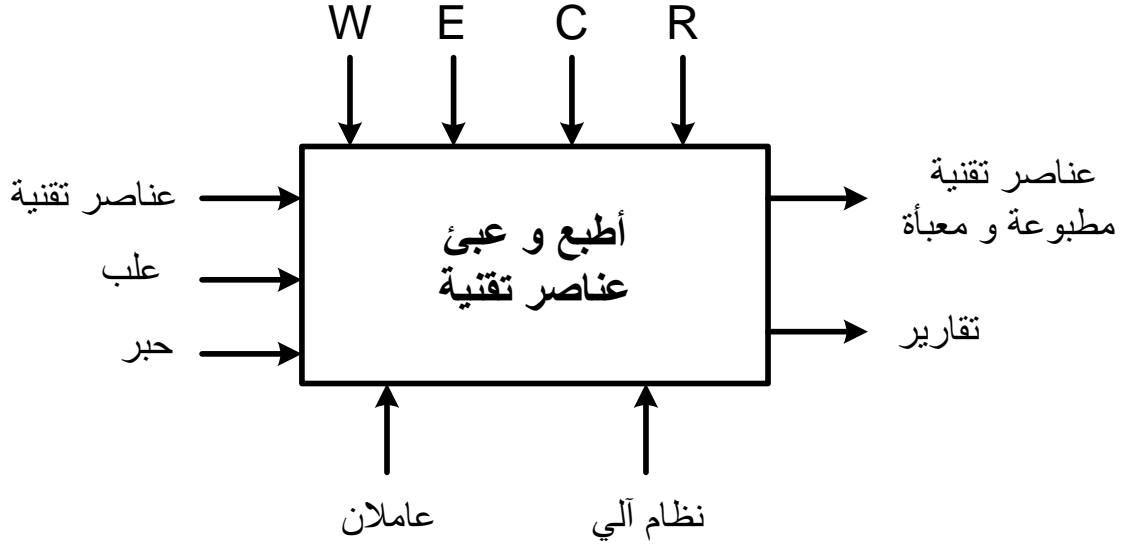 W E C R
عناصر تقنية
علب
حبر
أطبع و عبئ
عناصر تقنية
عناصر تقنية
مطبوعة و معبأة
تقارير
عاملان
نظام آلي